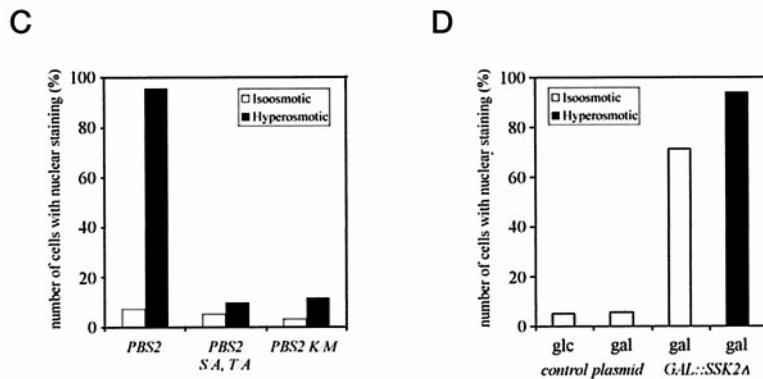 C
number of cells with nuclear staining (%)
100
80
60
40
20
0
Isoosmotic
Hyperosmotic
PBS2
PBS2
S A, T A
PBS2 K M
D
number of cells with nuclear staining (%)
100
80
60
40
20
0
Isoosmotic
Hyperosmotic
glc gal gal gal
control plasmid GAL::SSK2Δ